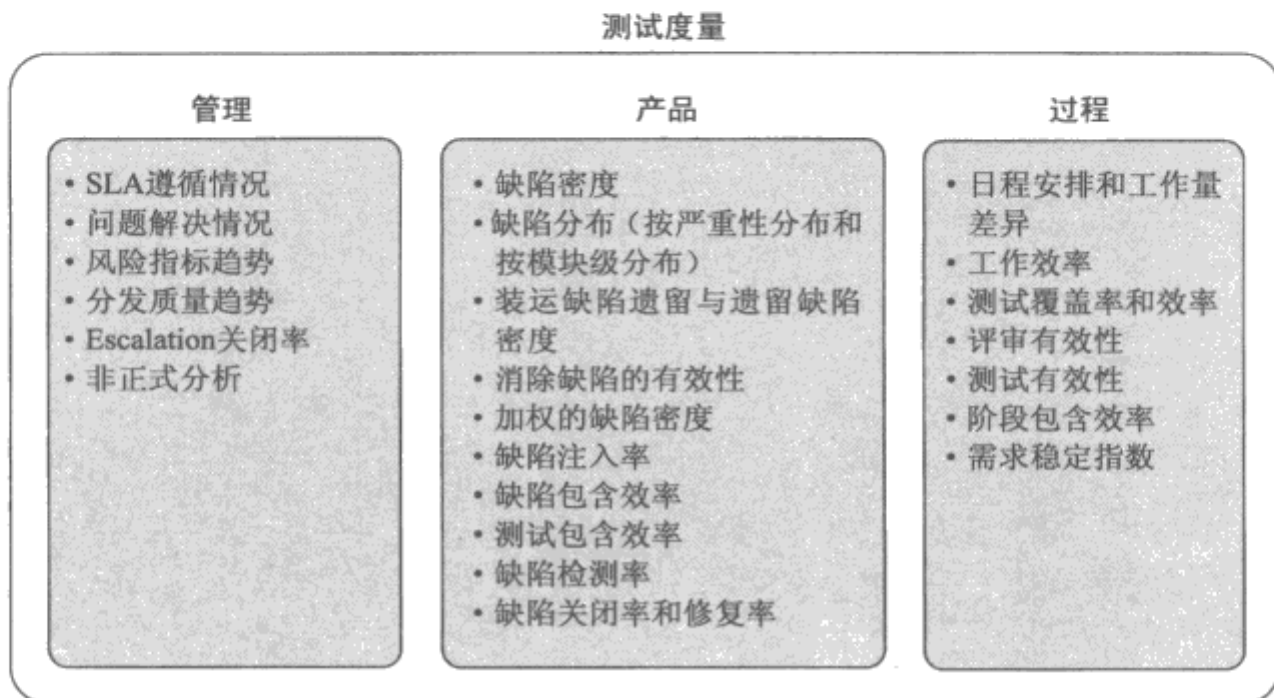 测试度量
管理
• SLA遵循情况
• 问题解决情况
• 风险指标趋势
• 分发质量趋势
• Escalation关闭率
• 非正式分析
产品
• 缺陷密度
• 缺陷分布（按严重性分布和
按模块级分布）
• 装运缺陷遗留与遗留缺陷
密度
• 消除缺陷的有效性
• 加权的缺陷密度
• 缺陷注入率
• 缺陷包含效率
• 测试包含效率
• 缺陷检测率
• 缺陷关闭率和修复率
过程
• 日程安排和工作量
差异
• 工作效率
• 测试覆盖率和效率
• 评审有效性
• 测试有效性
• 阶段包含效率
• 需求稳定指数